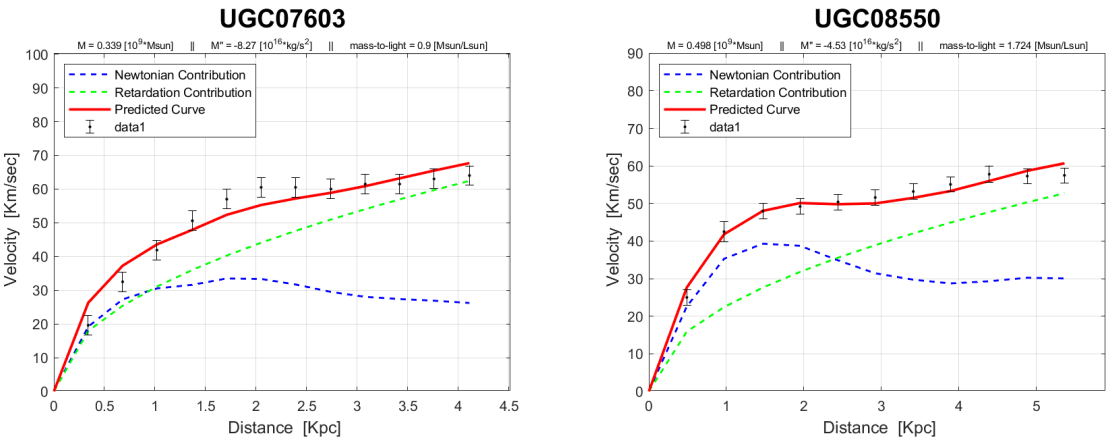 UGC07603
M = 0.339 [10^9*Msun] || M" = -8.27 [10^16*kg/s^2] || mass-to-light = 0.9 [Msun/Lsun]
100
90
80
70
60
50
40
30
20
10
0
Velocity [Km/sec]
Newtonian Contribution
Retardation Contribution
Predicted Curve
data1
0 0.5 1 1.5 2 2.5 3 3.5 4 4.5
Distance [Kpc]
UGC08550
M = 0.498 [10^9*Msun] || M" = -4.53 [10^16*kg/s^2] || mass-to-light = 1.724 [Msun/Lsun]
90
80
70
60
50
40
30
20
10
0
Velocity [Km/sec]
Newtonian Contribution
Retardation Contribution
Predicted Curve
data1
0 1 2 3 4 5
Distance [Kpc]